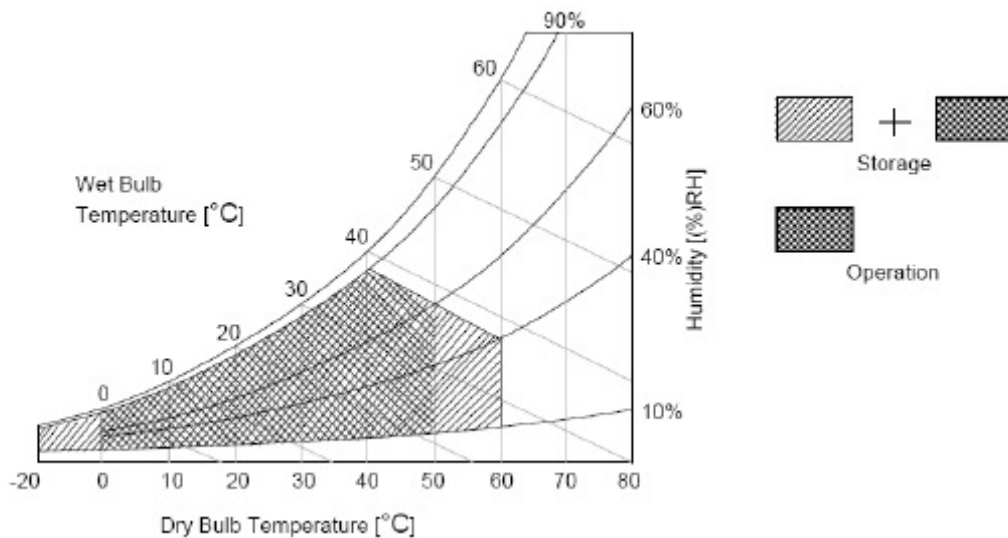 90%
60
60%
50
Wet Bulb
Temperature [°C]
40
40%
30
20
10
0
10%
Humidity [(%)RH]
-20 0 10 20 30 40 50 60 70 80
Dry Bulb Temperature [°C]
+
Storage
Operation